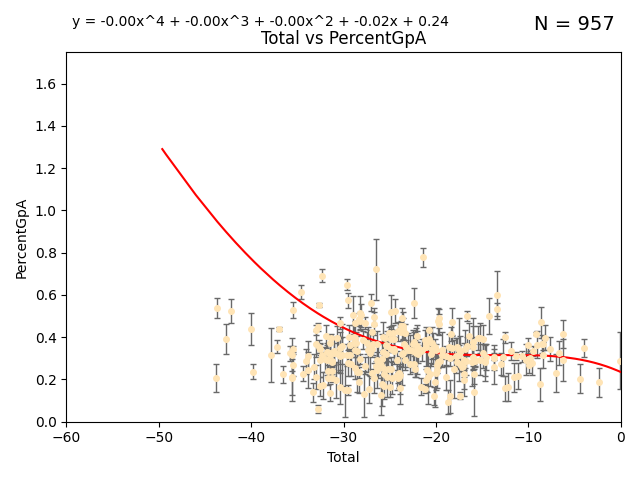 y = -0.00x^4 + -0.00x^3 + -0.00x^2 + -0.02x + 0.24
N = 957
Total vs PercentGpA
PercentGpA
1.6
1.4
1.2
1.0
0.8
0.6
0.4
0.2
0.0
−60 −50 −40 −30 −20 −10 0
Total